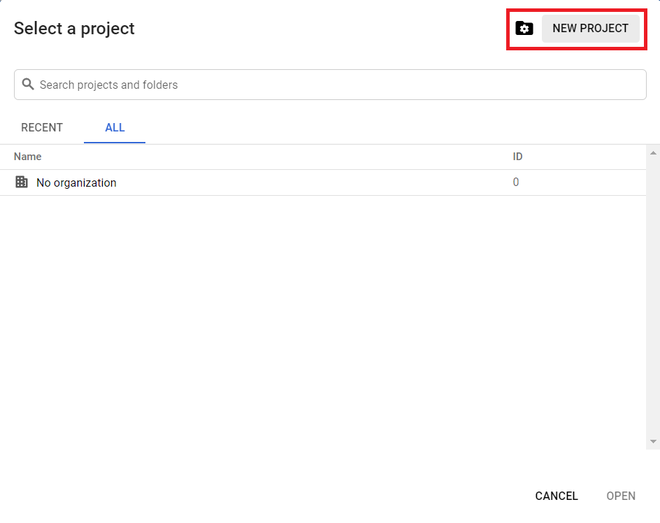 Select a project
NEW PROJECT
Search projects and folders
RECENT ALL
Name ID
No organization 0
CANCEL OPEN